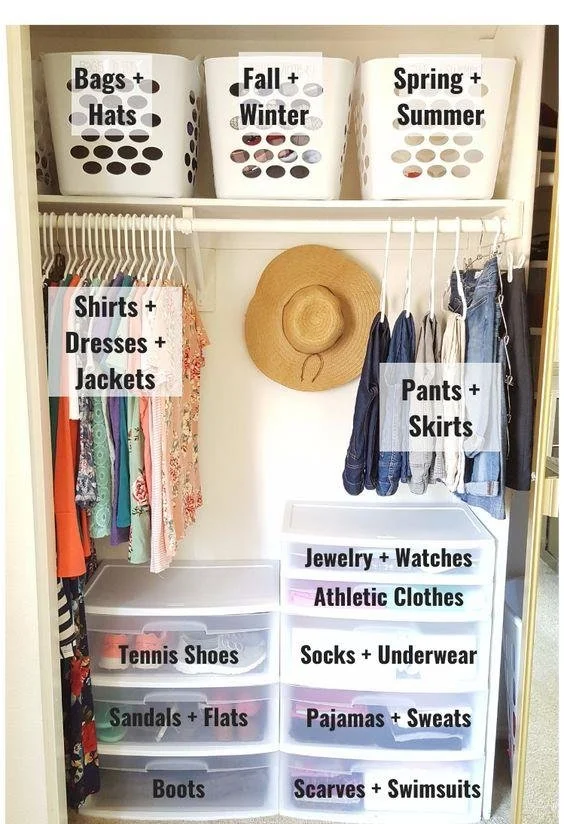 Bags +
Hats
Fall +
Winter
Spring +
Summer
Shirts +
Dresses +
Jackets
Pants +
Skirts
Jewelry + Watches
Athletic Clothes
Tennis Shoes
Socks + Underwear
Sandals + Flats
Pajamas + Sweats
Boots
Scarves + Swimsuits